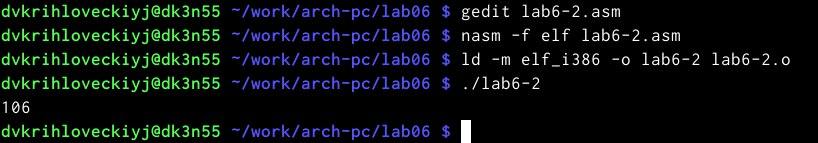 dvkrihloveckiyj@dk3n55 ~/work/arch-pc/lab06 $ gedit lab6-2.asm
dvkrihloveckiyj@dk3n55 ~/work/arch-pc/lab06 $ nasm -f elf lab6-2.asm
dvkrihloveckiyj@dk3n55 ~/work/arch-pc/lab06 $ ld -m elf_i386 -o lab6-2 lab6-2.o
dvkrihloveckiyj@dk3n55 ~/work/arch-pc/lab06 $ ./lab6-2
106
dvkrihloveckiyj@dk3n55 ~/work/arch-pc/lab06 $